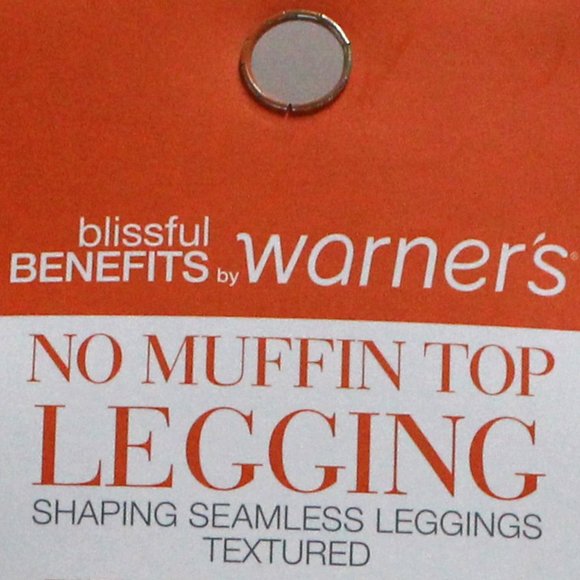 blissful
BENEFITS by warner's®
NO MUFFIN TOP
LEGGING
SHAPING SEAMLESS LEGGINGS
TEXTURED